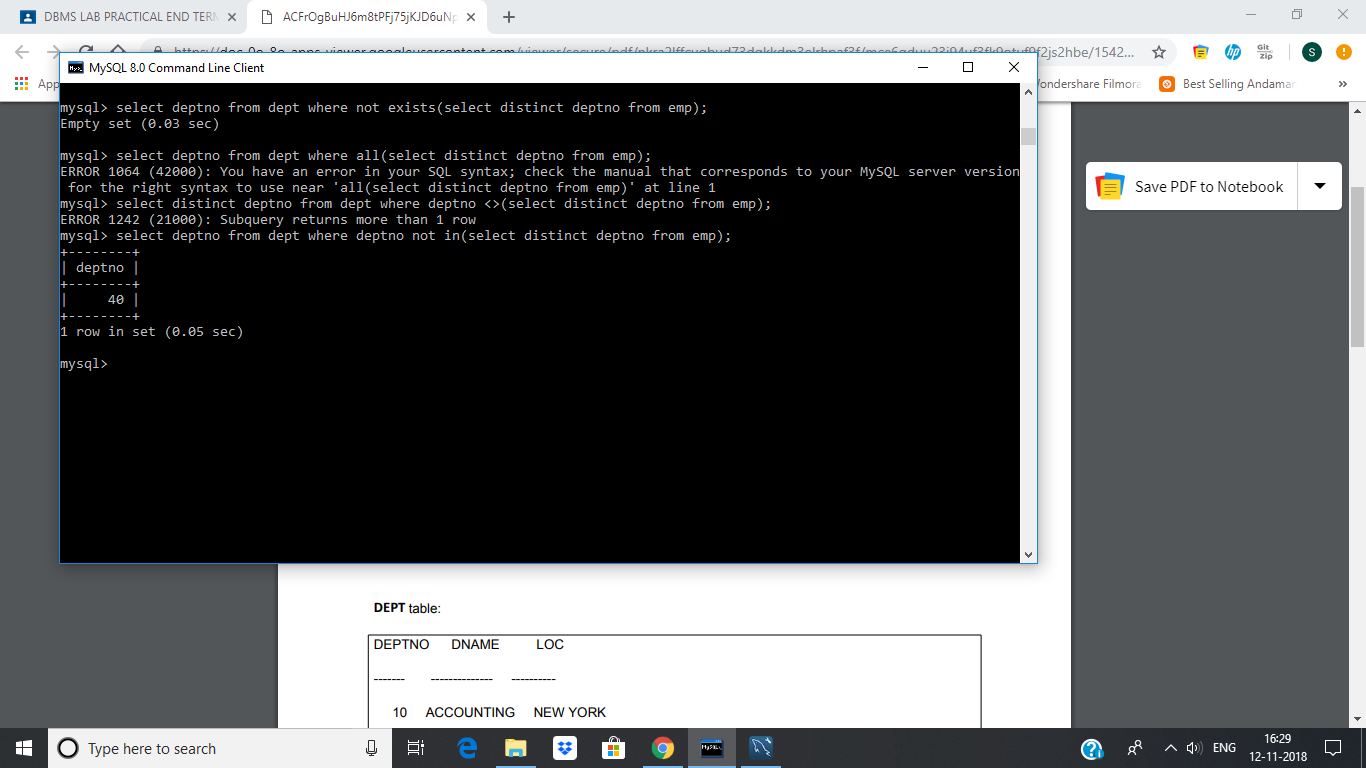 DBMS LAB PRACTICAL END TERM
ACFrOgBuHJ6m8tPFj75jKJD6uNp
MySQL 8.0 Command Line Client
mysql> select deptno from dept where not exists(select distinct deptno from emp);
Empty set (0.03 sec)
mysql> select deptno from dept where all(select distinct deptno from emp);
ERROR 1064 (42000): You have an error in your SQL syntax; check the manual that corresponds to your MySQL server version
for the right syntax to use near 'all(select distinct deptno from emp)' at line 1
mysql> select distinct deptno from dept where deptno <>(select distinct deptno from emp);
ERROR 1242 (21000): Subquery returns more than 1 row
mysql> select deptno from dept where deptno not in(select distinct deptno from emp);
+--------+
| deptno |
+--------+
|     40 |
+--------+
1 row in set (0.05 sec)
mysql>
2js2hbe/1542...
Git
Zip
S
App
Wondershare Filmora
Best Selling Andaman
»
Save PDF to Notebook
DEPT table:
DEPTNO DNAME LOC
------- -------------- ----------
10 ACCOUNTING NEW YORK
Type here to search
ENG
16:29
12-11-2018